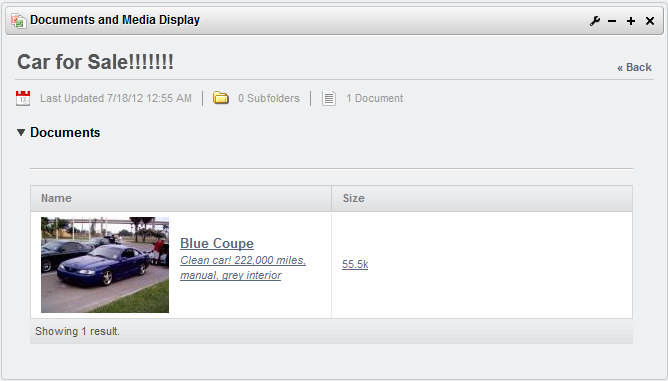 Documents and Media Display
Car for Sale!!!!!!!
« Back
Last Updated 7/18/12 12:55 AM
0 Subfolders
1 Document
Documents
Name
Size
Blue Coupe
Clean car! 222,000 miles,
manual, grey interior
55.5k
Showing 1 result.